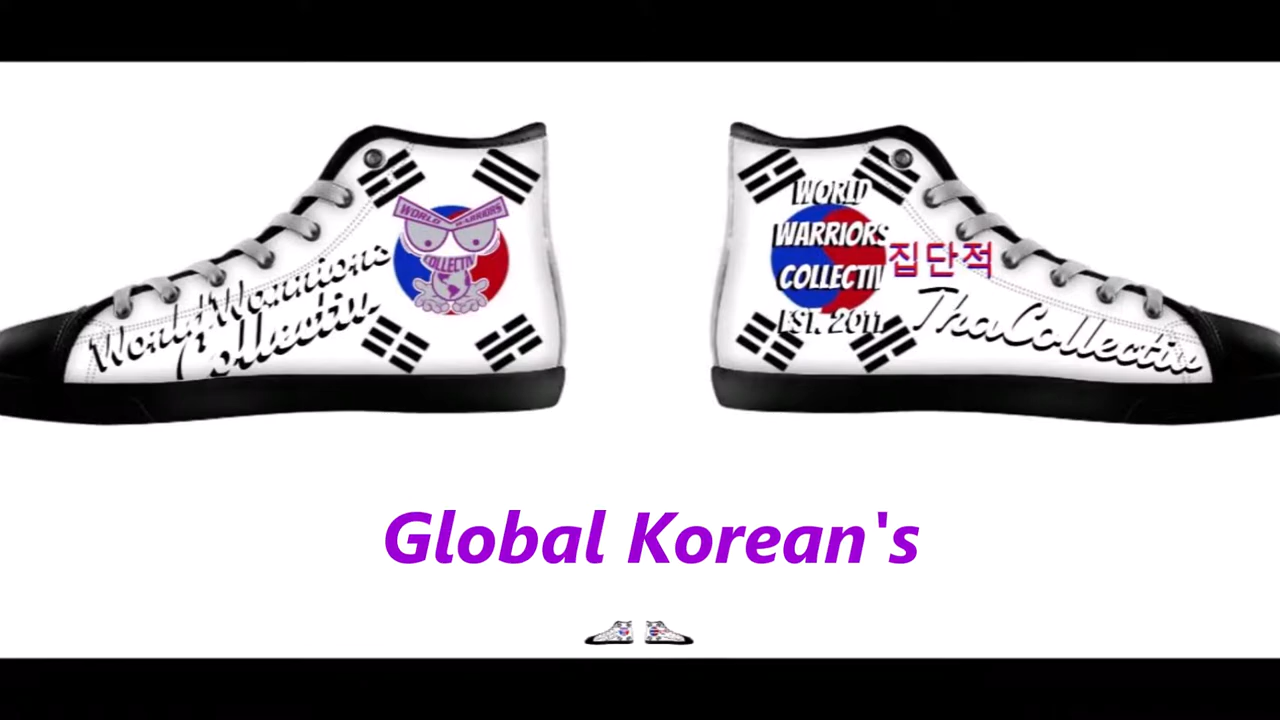 WORLD WARRIORS
COLLECTIV
World Warriors
Collectiv
WORLD
WARRIORS
COLLECTIV
EST. 2011
집단적
ThaCollectiv
Global Korean's